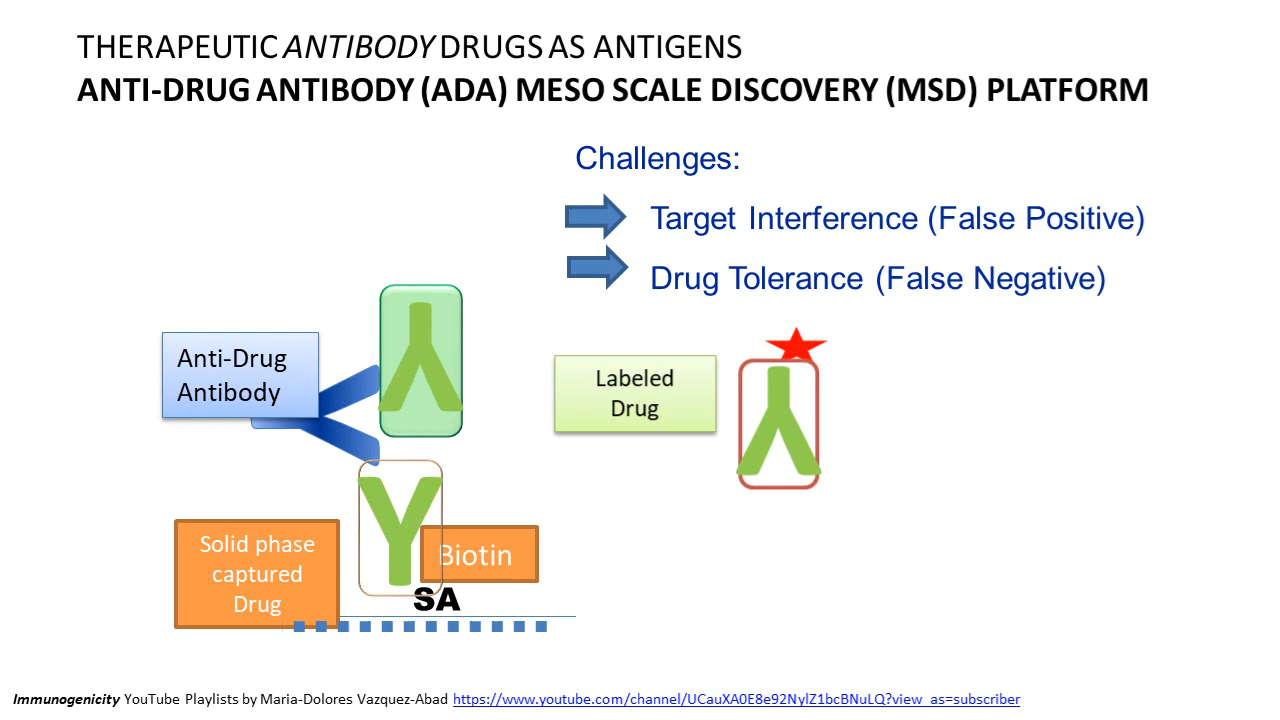 THERAPEUTIC ANTIBODY DRUGS AS ANTIGENS
ANTI-DRUG ANTIBODY (ADA) MESO SCALE DISCOVERY (MSD) PLATFORM
Challenges:
Target Interference (False Positive)
Drug Tolerance (False Negative)
Anti-Drug
Antibody
Labeled
Drug
Solid phase
captured
Drug
Biotin
SA
Immunogenicity YouTube Playlists by Maria-Dolores Vazquez-Abad https://www.youtube.com/channel/UCauXA0E8e92NylZ1bcBNuLQ?view_as=subscriber